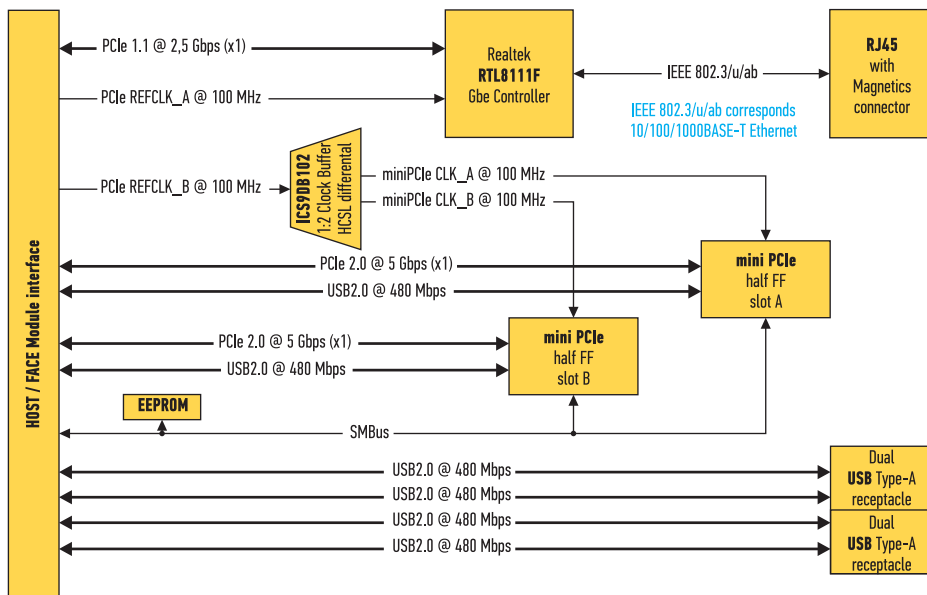 HOST / FACE Module interface
PCIe 1.1 @ 2,5 Gbps (x1)
PCIe REFCLK_A @ 100 MHz
Realtek
RTL8111F
Gbe Controller
IEEE 802.3/u/ab
IEEE 802.3/u/ab corresponds
10/100/1000BASE-T Ethernet
RJ45
with
Magnetics
connector
PCIe REFCLK_B @ 100 MHz
ICS9DB102
1:2 Clock Buffer
HCSL differental
miniPCIe CLK_A @ 100 MHz
miniPCIe CLK_B @ 100 MHz
PCIe 2.0 @ 5 Gbps (x1)
USB2.0 @ 480 Mbps
mini PCIe
half FF
slot A
PCIe 2.0 @ 5 Gbps (x1)
USB2.0 @ 480 Mbps
mini PCIe
half FF
slot B
EEPROM
SMBus
USB2.0 @ 480 Mbps
USB2.0 @ 480 Mbps
USB2.0 @ 480 Mbps
USB2.0 @ 480 Mbps
Dual
USB Type-A
receptacle
Dual
USB Type-A
receptacle